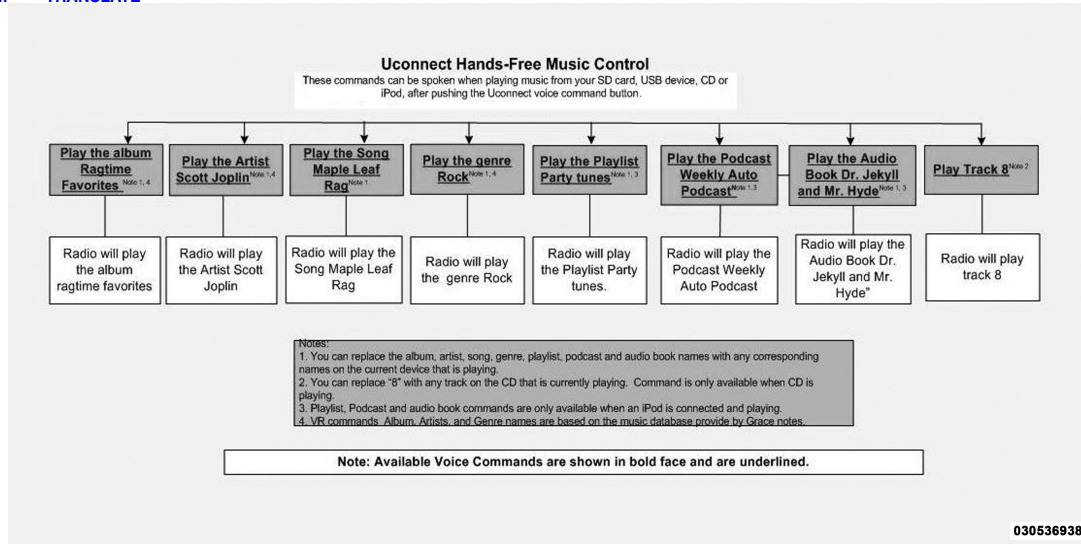 Uconnect Hands-Free Music Control
These commands can be spoken when playing music from your SD card, USB device, CD or
iPod, after pushing the Uconnect voice command button.
Play the album
Ragtime
Favorites Note 1, 4
Play the Artist
Scott Joplin Note 1,4
Play the Song
Maple Leaf
Rag Note 1
Play the genre
Rock Note 1, 4
Play the Playlist
Party tunes Note 1, 3
Play the Podcast
Weekly Auto
Podcast" Note 1,3
Play the Audio
Book Dr. Jekyll
and Mr. Hyde Note 1, 3
Play Track 8 Note 2
Radio will play
the album
ragtime favorites
Radio will play
the Artist Scott
Joplin
Radio will play the
Song Maple Leaf
Rag
Radio will play
the genre Rock
Radio will play
the Playlist Party
tunes.
Radio will play the
Podcast Weekly
Auto Podcast
Radio will play the
Audio Book Dr.
Jekyll and Mr.
Hyde"
Radio will play
track 8
Notes:
1. You can replace the album, artist, song, genre, playlist, podcast and audio book names with any corresponding
names on the current device that is playing.
2. You can replace "8" with any track on the CD that is currently playing. Command is only available when CD is
playing.
3. Playlist, Podcast and audio book commands are only available when an iPod is connected and playing.
4. VR commands Album, Artists, and Genre names are based on the music database provide by Grace notes.
Note: Available Voice Commands are shown in bold face and are underlined.
030536938